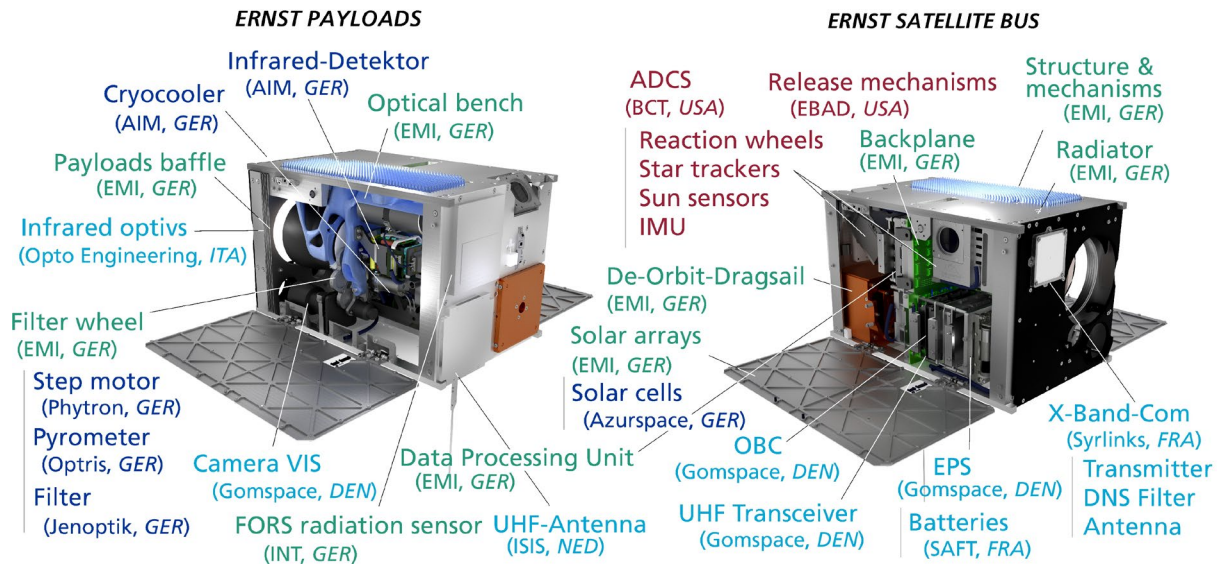 ERNST PAYLOADS
Infrared-Detektor
(AIM, GER)
Cryocooler
(AIM, GER)
Optical bench
(EMI, GER)
Payloads baffle
(EMI, GER)
Infrared optivs
(Opto Engineering, ITA)
Filter wheel
(EMI, GER)
Step motor
(Phytron, GER)
Pyrometer
(Optris, GER)
Filter
(Jenoptik, GER)
Camera VIS
(Gomspace, DEN)
FORS radiation sensor
(INT, GER)
Data Processing Unit
(EMI, GER)
UHF-Antenna
(ISIS, NED)
ERNST SATELLITE BUS
ADCS
(BCT, USA)
Reaction wheels
Star trackers
Sun sensors
IMU
Release mechanisms
(EBAD, USA)
Backplane
(EMI, GER)
Structure &
mechanisms
(EMI, GER)
Radiator
(EMI, GER)
De-Orbit-Dragsail
(EMI, GER)
Solar arrays
(EMI, GER)
Solar cells
(Azurspace, GER)
OBC
(Gomspace, DEN)
UHF Transceiver
(Gomspace, DEN)
EPS
(Gomspace, DEN)
Batteries
(SAFT, FRA)
X-Band-Com
(Syrlinks, FRA)
Transmitter
DNS Filter
Antenna